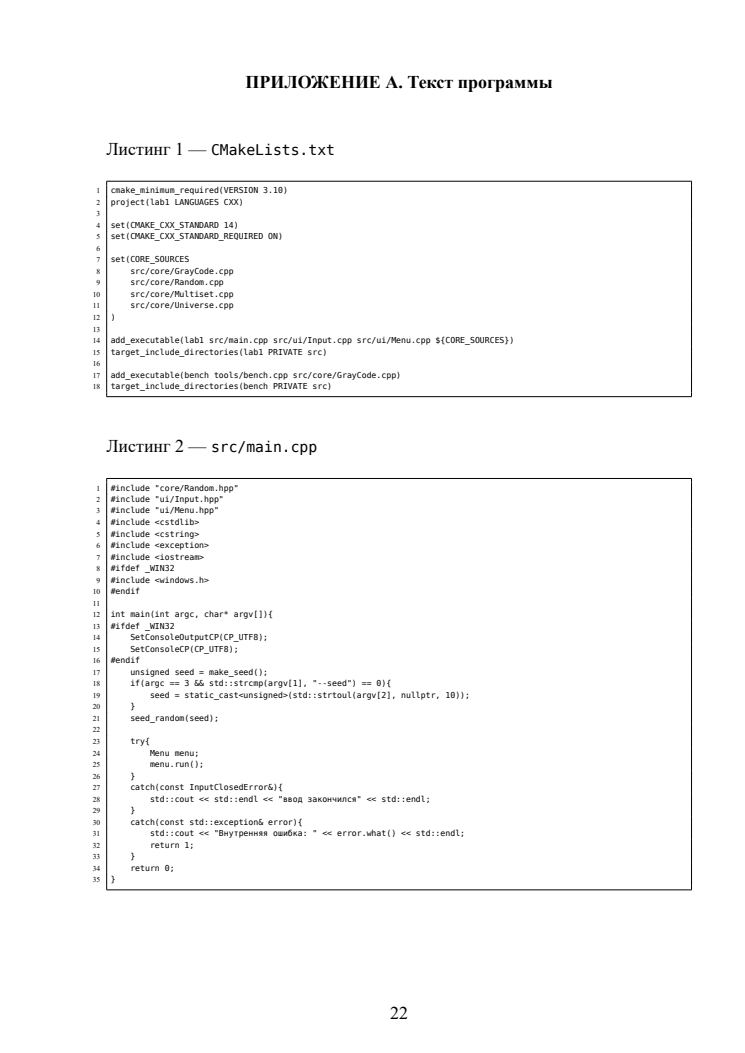 ПРИЛОЖЕНИЕ А. Текст программы
Листинг 1 — CMakeLists.txt
1 cmake_minimum_required(VERSION 3.10)
2 project(lab1 LANGUAGES CXX)
3
4 set(CMAKE_CXX_STANDARD 14)
5 set(CMAKE_CXX_STANDARD_REQUIRED ON)
6
7 set(CORE_SOURCES
8     src/core/GrayCode.cpp
9     src/core/Random.cpp
10     src/core/Multiset.cpp
11     src/core/Universe.cpp
12 )
13
14 add_executable(lab1 src/main.cpp src/ui/Input.cpp src/ui/Menu.cpp ${CORE_SOURCES})
15 target_include_directories(lab1 PRIVATE src)
16
17 add_executable(bench tools/bench.cpp src/core/GrayCode.cpp)
18 target_include_directories(bench PRIVATE src)
Листинг 2 — src/main.cpp
1 #include "core/Random.hpp"
2 #include "ui/Input.hpp"
3 #include "ui/Menu.hpp"
4 #include <cstdlib>
5 #include <cstring>
6 #include <exception>
7 #include <iostream>
8 #ifdef _WIN32
9 #include <windows.h>
10 #endif
11
12 int main(int argc, char* argv[]){
13 #ifdef _WIN32
14     SetConsoleOutputCP(CP_UTF8);
15     SetConsoleCP(CP_UTF8);
16 #endif
17     unsigned seed = make_seed();
18     if(argc == 3 && std::strcmp(argv[1], "--seed") == 0){
19         seed = static_cast<unsigned>(std::strtoul(argv[2], nullptr, 10));
20     }
21     seed_random(seed);
22
23     try{
24         Menu menu;
25         menu.run();
26     }
27     catch(const InputClosedError&){
28         std::cout << std::endl << "ввод закончился" << std::endl;
29     }
30     catch(const std::exception& error){
31         std::cout << "Внутренняя ошибка: " << error.what() << std::endl;
32         return 1;
33     }
34     return 0;
35 }
22